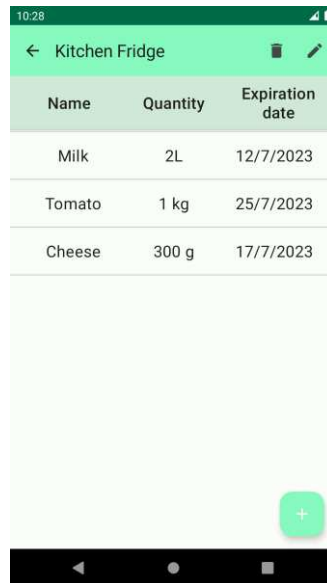 10:28
Kitchen Fridge
Name Quantity Expiration date
Milk 2L 12/7/2023
Tomato 1 kg 25/7/2023
Cheese 300 g 17/7/2023
+